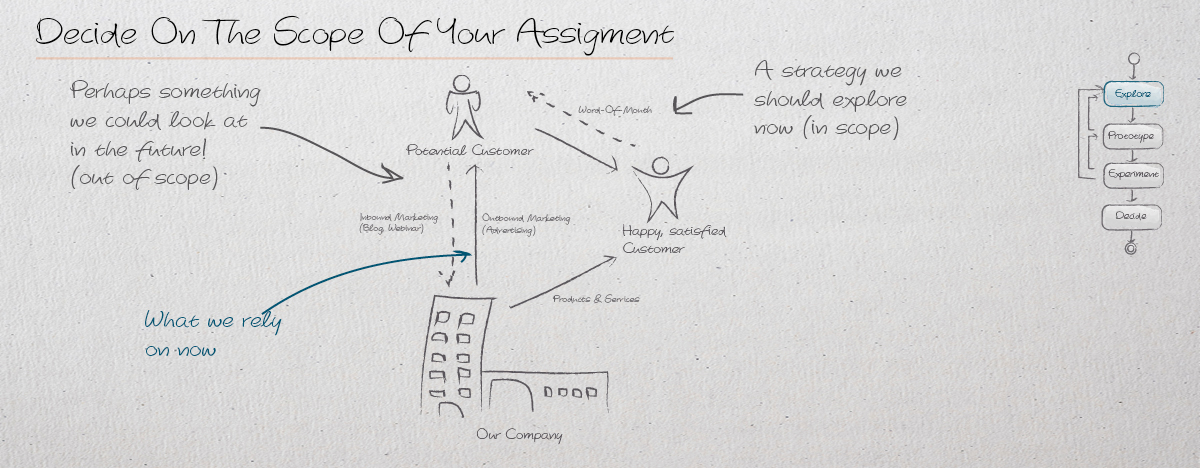 Decide On The Scope Of Your Assigment
Perhaps something
we could look at
in the future!
(out of scope)
A strategy we
should explore
now (in scope)
Word-Of-Mouth
Potential Customer
Happy, satisfied
Customer
Inbound Marketing
(Blog, Webinar)
Outbound Marketing
(Advertising)
Products & Services
What we rely
on now
Our Company
Explore
Prototype
Experiment
Decide